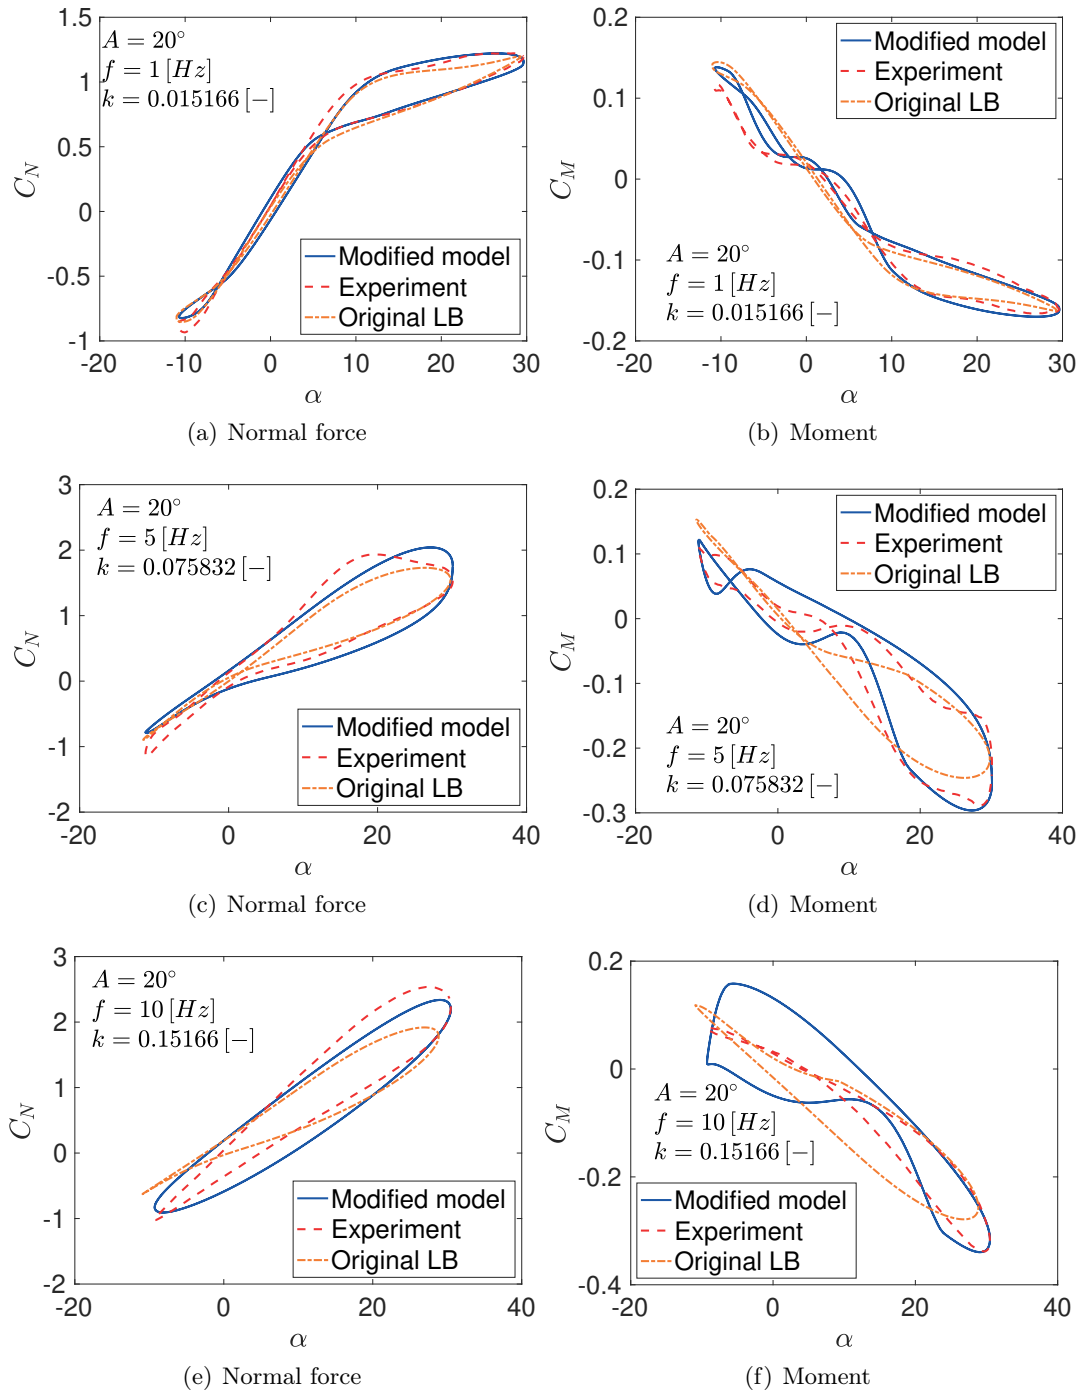 1.5
1
0.5
0
-0.5
-1
-20
-10
0
10
20
30
C_N
α
A = 20°
f = 1 [Hz]
k = 0.015166 [−]
Modified model
Experiment
Original LB
(a) Normal force
0.2
0.1
0
-0.1
-0.2
-20
-10
0
10
20
30
C_M
α
Modified model
Experiment
Original LB
A = 20°
f = 1 [Hz]
k = 0.015166 [−]
(b) Moment
3
2
1
0
-1
-2
-20
0
20
40
C_N
α
A = 20°
f = 5 [Hz]
k = 0.075832 [−]
Modified model
Experiment
Original LB
(c) Normal force
0.2
0.1
0
-0.1
-0.2
-0.3
-20
0
20
40
C_M
α
Modified model
Experiment
Original LB
A = 20°
f = 5 [Hz]
k = 0.075832 [−]
(d) Moment
3
2
1
0
-1
-2
-20
0
20
40
C_N
α
A = 20°
f = 10 [Hz]
k = 0.15166 [−]
Modified model
Experiment
Original LB
(e) Normal force
0.2
0
-0.2
-0.4
-20
0
20
40
C_M
α
A = 20°
f = 10 [Hz]
k = 0.15166 [−]
Modified model
Experiment
Original LB
(f) Moment